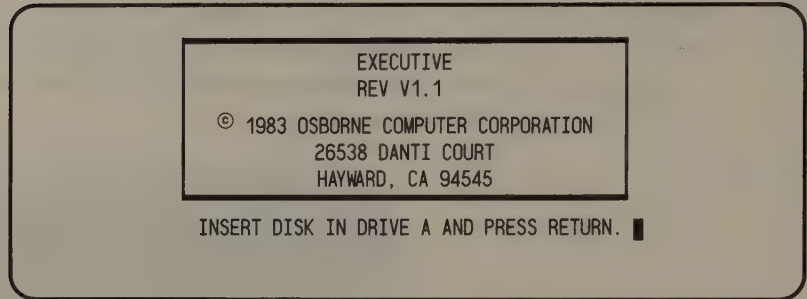 EXECUTIVE
REV V1.1
© 1983 OSBORNE COMPUTER CORPORATION
26538 DANTI COURT
HAYWARD, CA 94545
INSERT DISK IN DRIVE A AND PRESS RETURN.